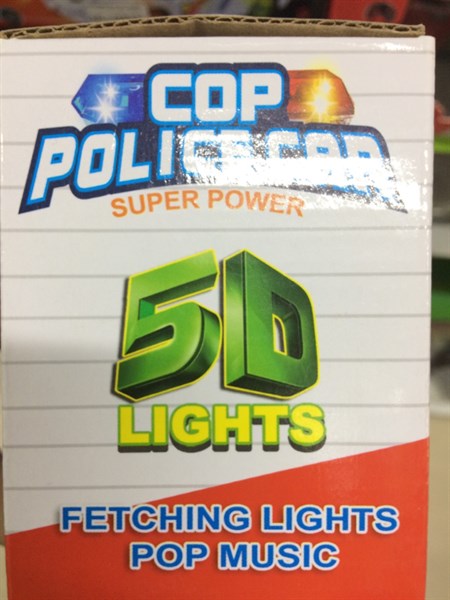 COP
POLICE CAR
SUPER POWER
5D
LIGHTS
FETCHING LIGHTS
POP MUSIC